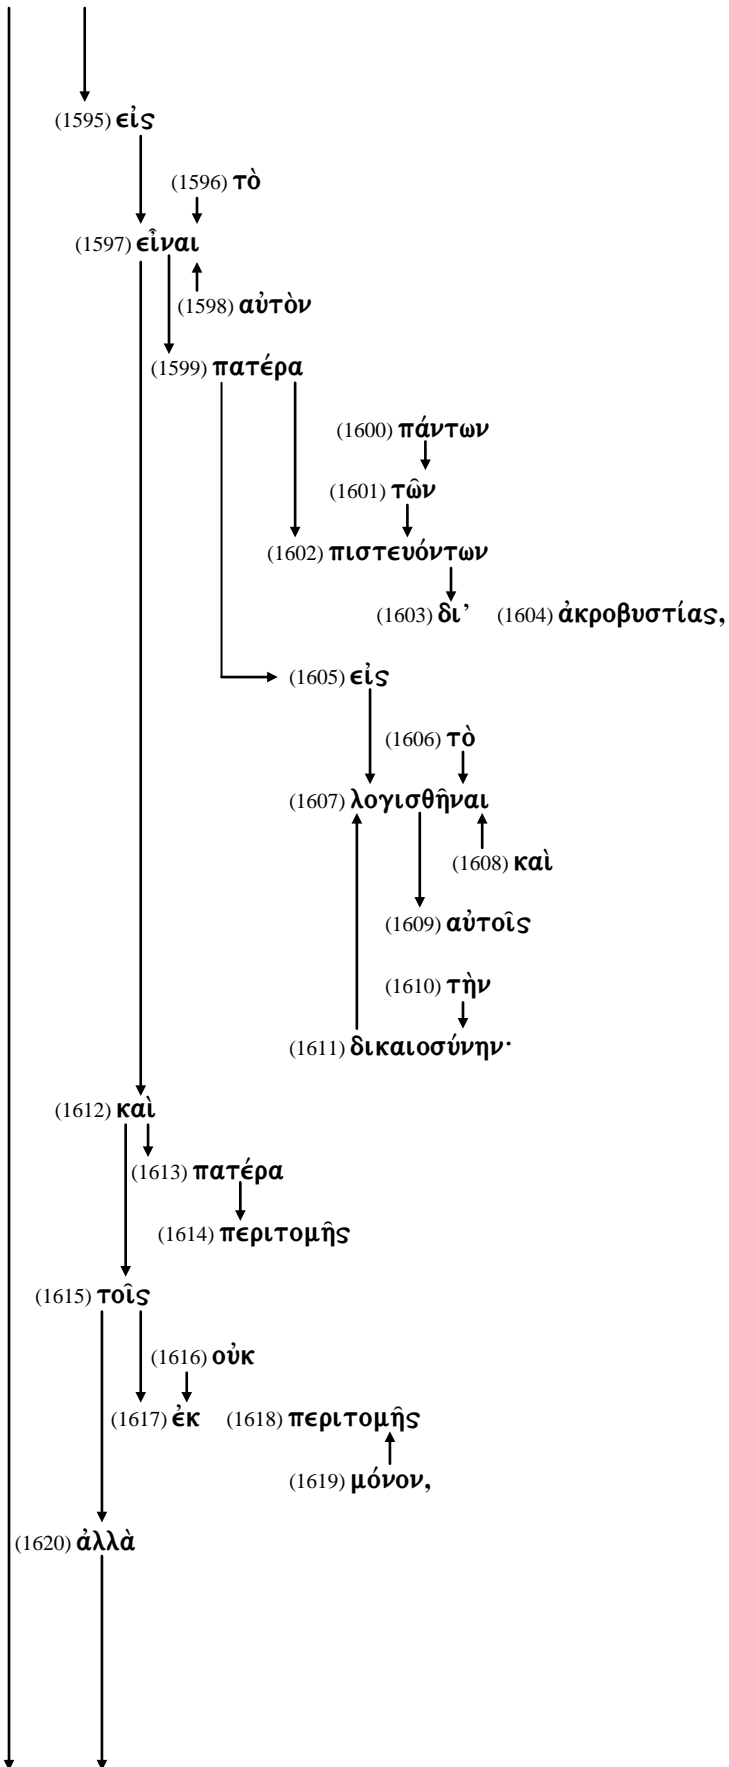 (1595) εἰς
(1596) τὸ
(1597) εἶναι
(1598) αὐτὸν
(1599) πατέρα
(1600) πάντων
(1601) τῶν
(1602) πιστευόντων
(1603) δι’ (1604) ἀκροβυστίας,
(1605) εἰς
(1606) τὸ
(1607) λογισθῆναι
(1608) καὶ
(1609) αὐτοῖς
(1610) τὴν
(1611) δικαιοσύνην·
(1612) καὶ
(1613) πατέρα
(1614) περιτομῆς
(1615) τοῖς
(1616) οὐκ
(1617) ἐκ (1618) περιτομῆς
(1619) μόνον,
(1620) ἀλλὰ